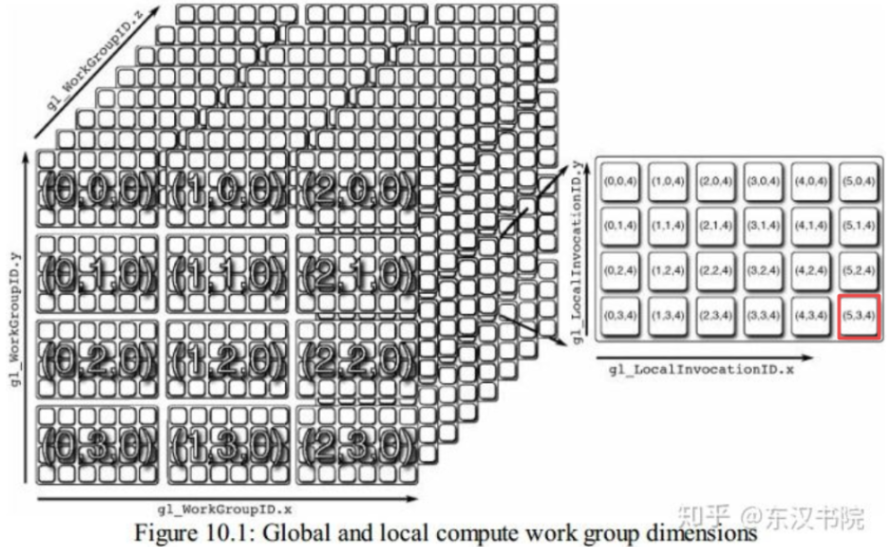 gl_WorkGroupID.z
gl_WorkGroupID.y
(0,0,0) (1,0,0) (2,0,0)
(0,1,0) (1,1,0) (2,1,0)
(0,2,0) (1,2,0) (2,2,0)
(0,3,0) (1,3,0) (2,3,0)
gl_WorkGroupID.x
gl_LocalInvocationID.y
(0,0,4) (1,0,4) (2,0,4) (3,0,4) (4,0,4) (5,0,4)
(0,1,4) (1,1,4) (2,1,4) (3,1,4) (4,1,4) (5,1,4)
(0,2,4) (1,2,4) (2,2,4) (3,2,4) (4,2,4) (5,2,4)
(0,3,4) (1,3,4) (2,3,4) (3,3,4) (4,3,4) (5,3,4)
gl_LocalInvocationID.x
知乎 @东汉书院
Figure 10.1: Global and local compute work group dimensions